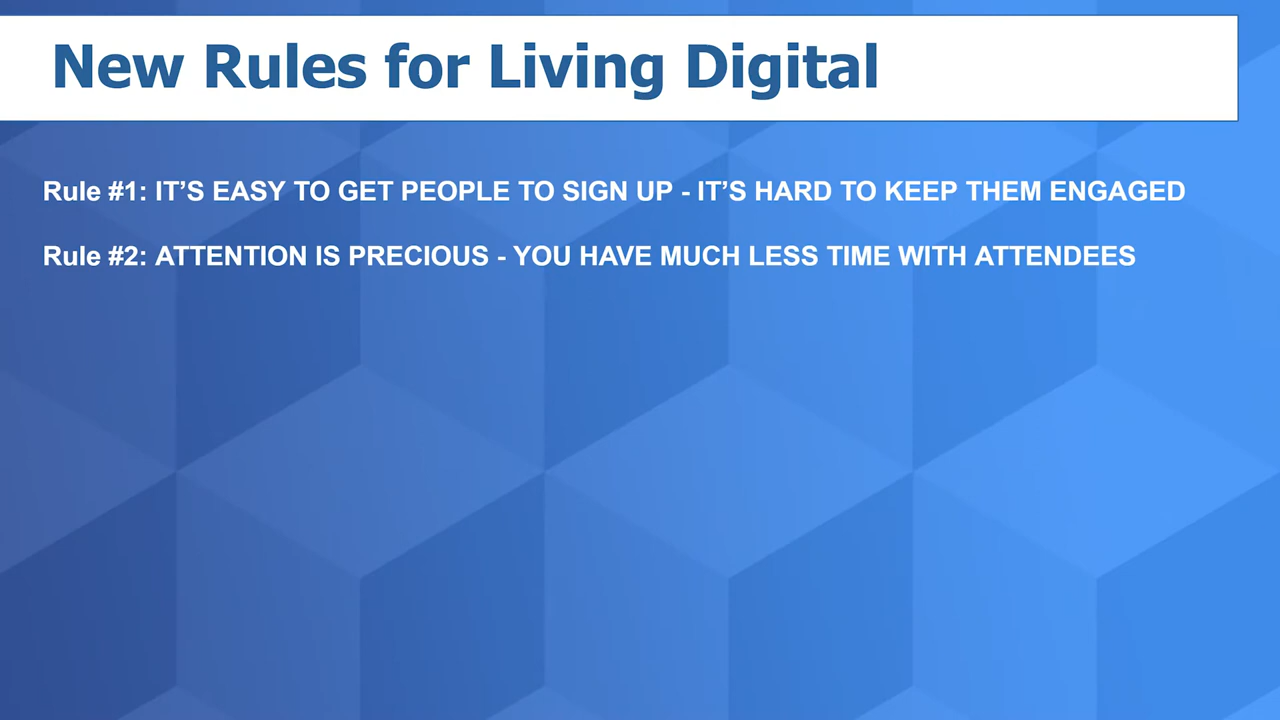 New Rules for Living Digital
Rule #1: IT’S EASY TO GET PEOPLE TO SIGN UP - IT’S HARD TO KEEP THEM ENGAGED
Rule #2: ATTENTION IS PRECIOUS - YOU HAVE MUCH LESS TIME WITH ATTENDEES